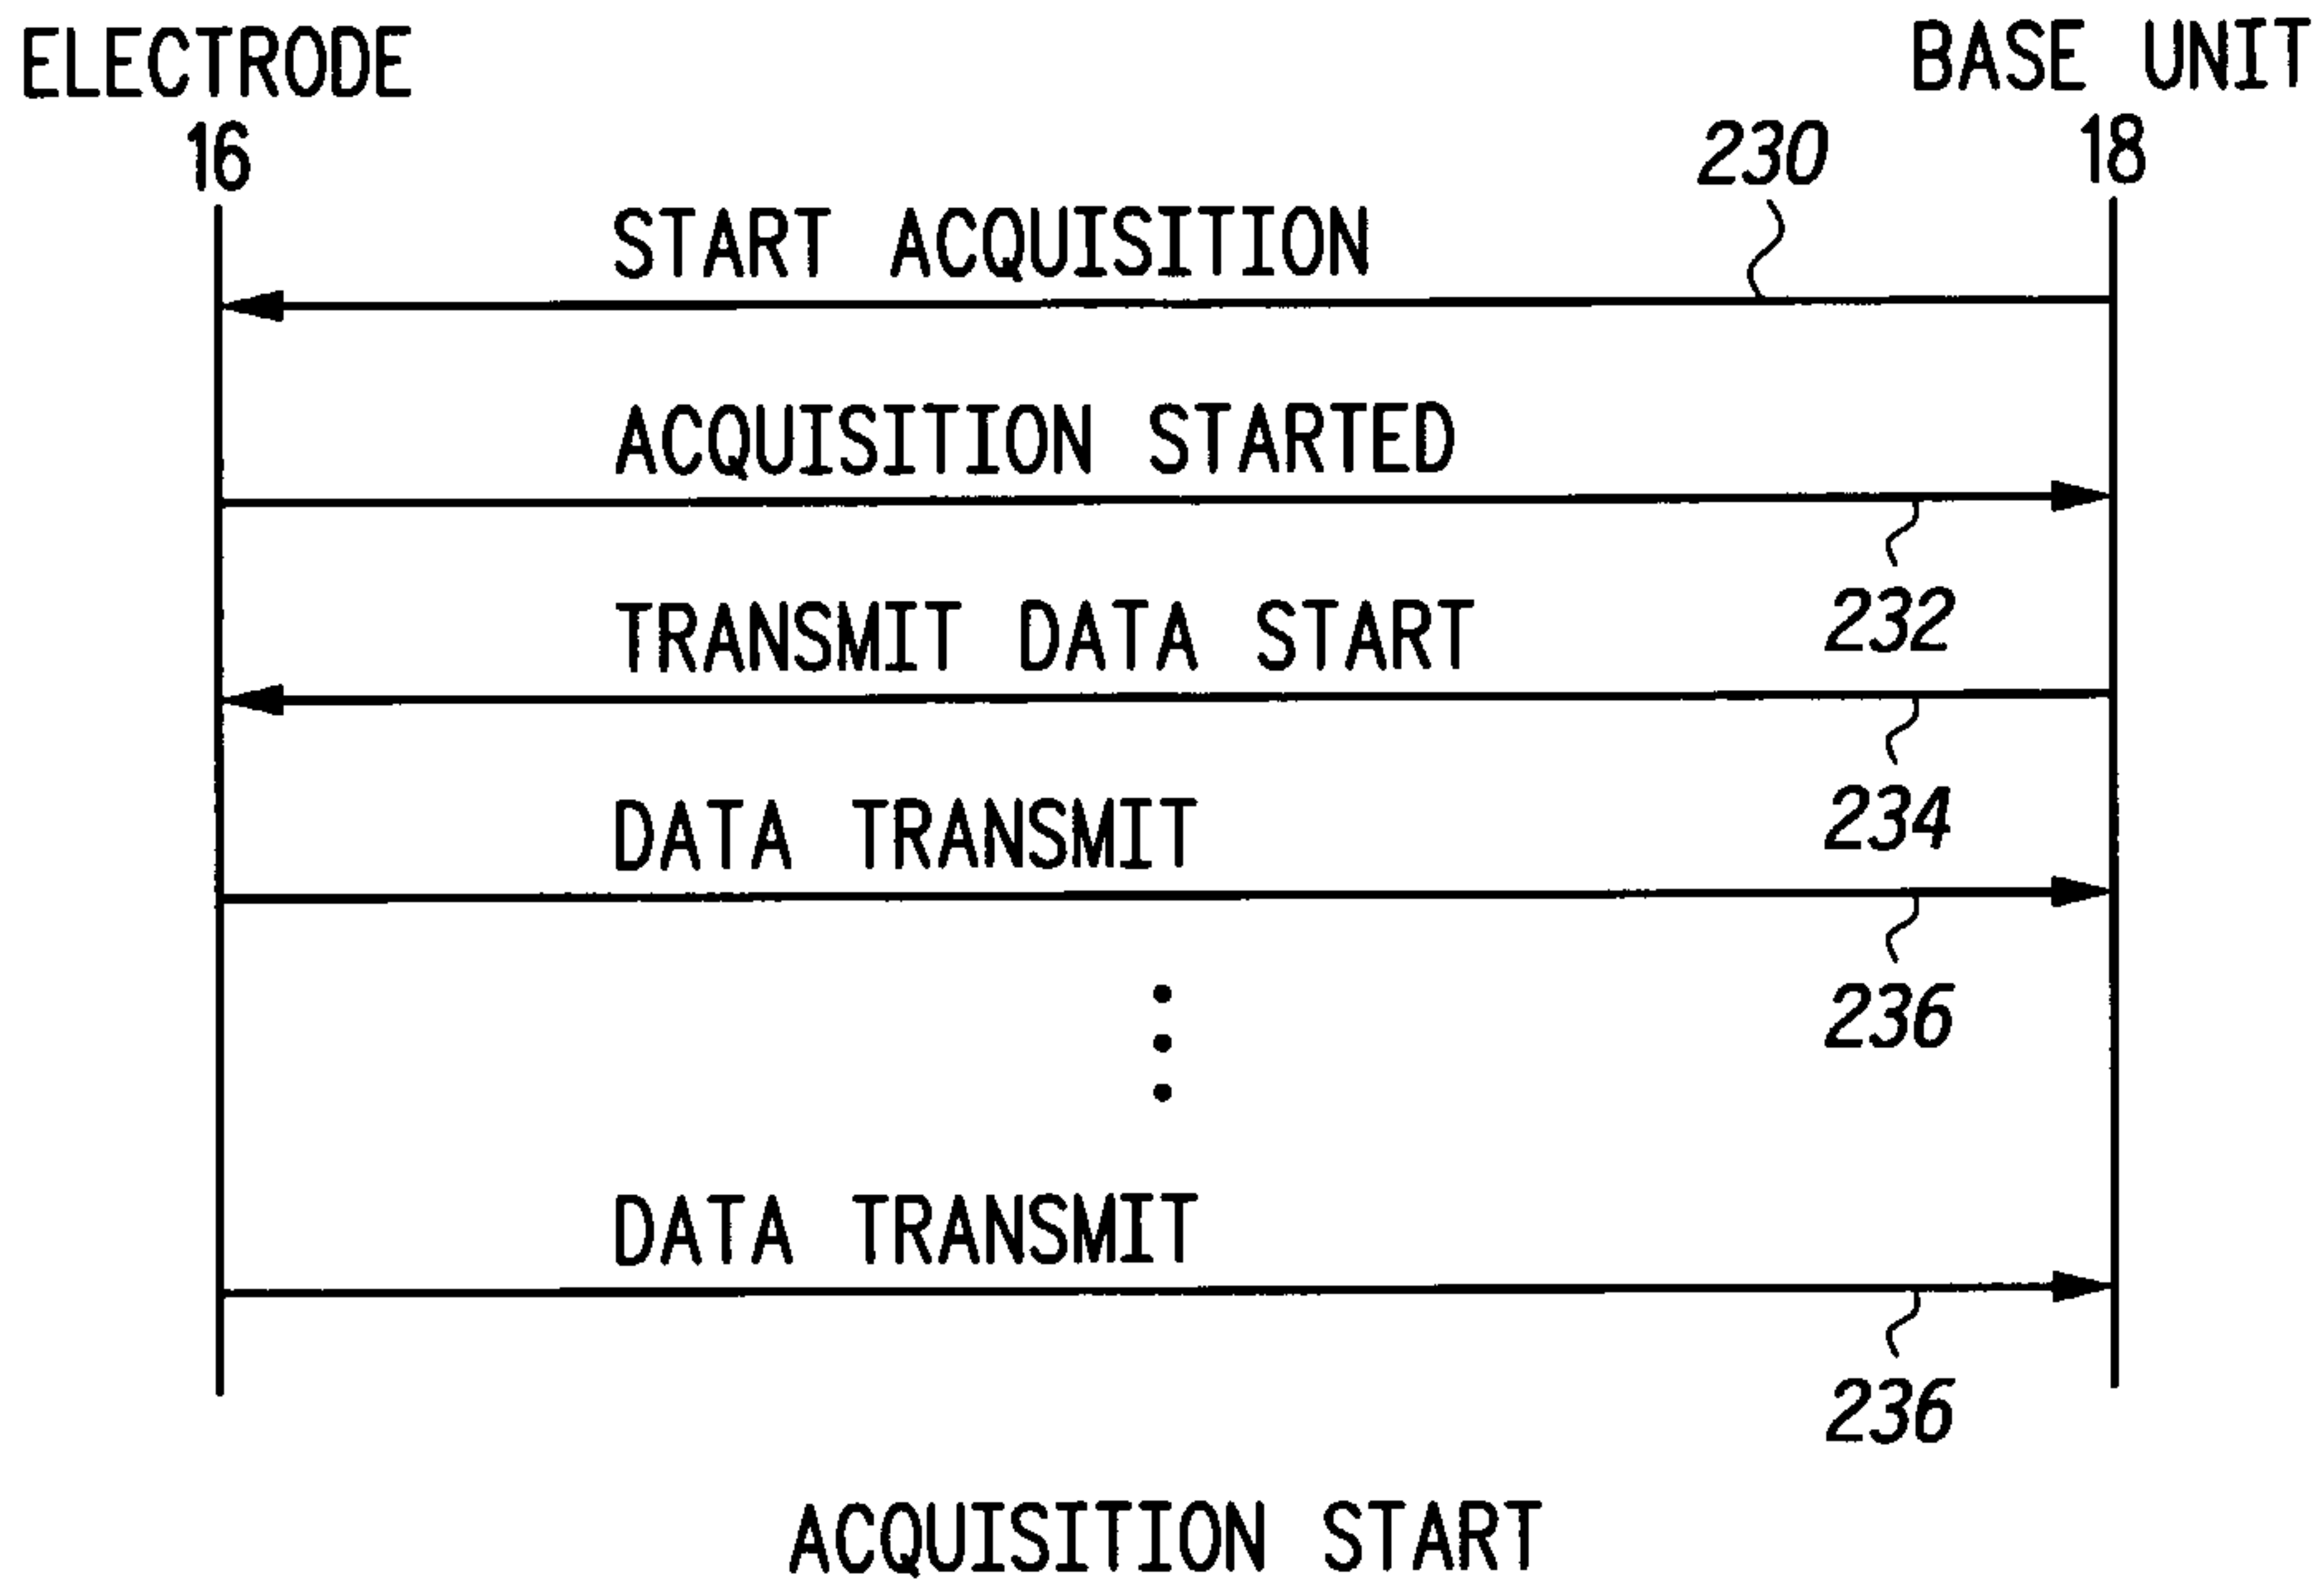 ELECTRODE
16
BASE UNIT
18
230
START ACQUISITION
ACQUISITION STARTED
232
TRANSMIT DATA START
234
DATA TRANSMIT
236
DATA TRANSMIT
236
ACQUISITION START